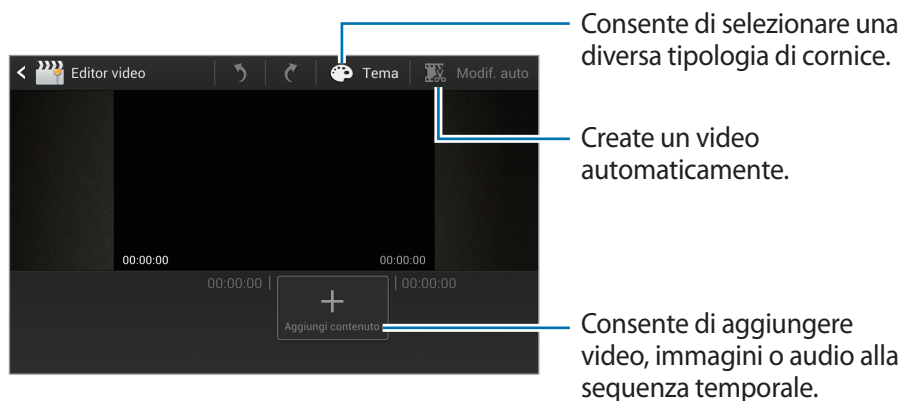 Consente di selezionare una
diversa tipologia di cornice.
Editor video
Tema
Modif. auto
Create un video
automaticamente.
00:00:00
00:00:00
00:00:00
00:00:00
Aggiungi contenuto
Consente di aggiungere
video, immagini o audio alla
sequenza temporale.